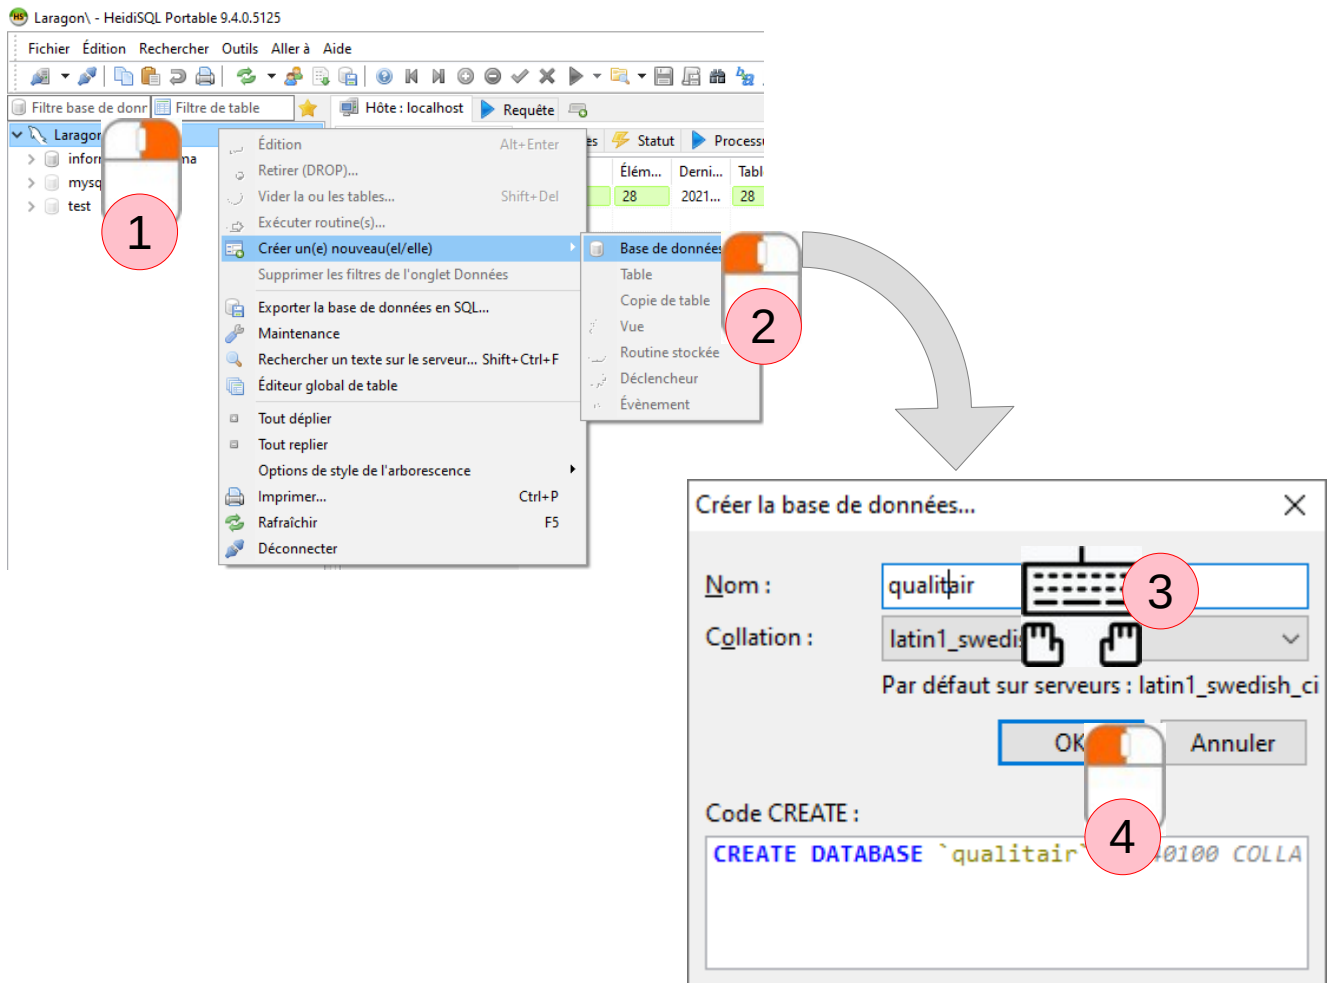 Laragon\ - HeidiSQL Portable 9.4.0.5125
Fichier Édition Rechercher Outils Aller à Aide
Filtre base de donr Filtre de table Hôte : localhost Requête
Laragon
mysq
test
1
Statut
Élém... Derni...
28 2021... 28
Édition Alt+Enter
Retirer (DROP)...
Vider la ou les tables... Shift+Del
Exécuter routine(s)...
Créer un(e) nouveau(el/elle)
Supprimer les filtres de l'onglet Données
Exporter la base de données en SQL...
Maintenance
Rechercher un texte sur le serveur... Shift+Ctrl+F
Éditeur global de table
Tout déplier
Tout replier
Options de style de l'arborescence
Imprimer... Ctrl+P
Rafraîchir F5
Déconnecter
Base de données
Table
Copie de table
Vue
Routine stockée
Déclencheur
Évènement
2
Créer la base de données...
Nom : qualitair
3
Collation : latin1_swedis
Par défaut sur serveurs : latin1_swedish_ci
OK Annuler
4
Code CREATE :
CREATE DATABASE `qualitair` 40100 COLLA